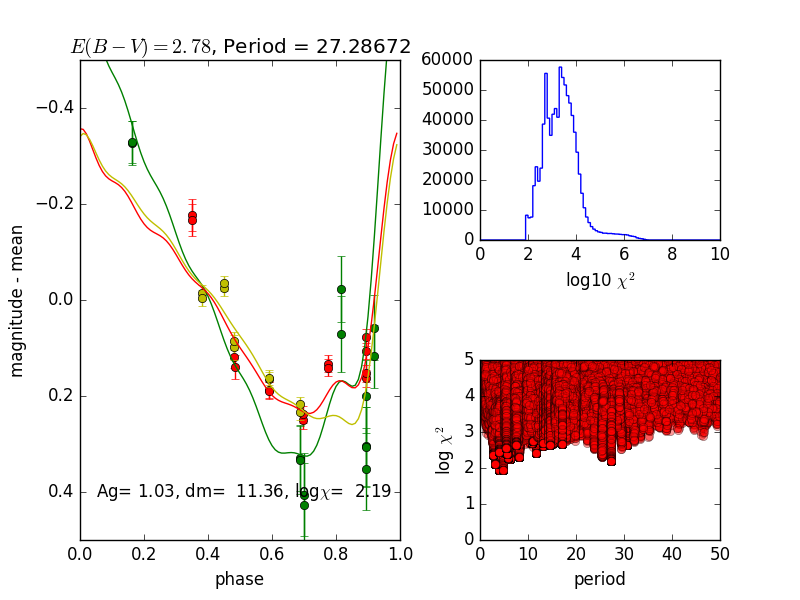 E(B − V) = 2.78, Period = 27.28672
−0.4
−0.2
0.0
0.2
0.4
magnitude - mean
Ag= 1.03, dm= 11.36, logχ= 2.19
0.0 0.2 0.4 0.6 0.8 1.0
phase
60000
50000
40000
30000
20000
10000
0
0 2 4 6 8 10
log10 χ²
5
4
3
2
1
0
log χ²
0 10 20 30 40 50
period